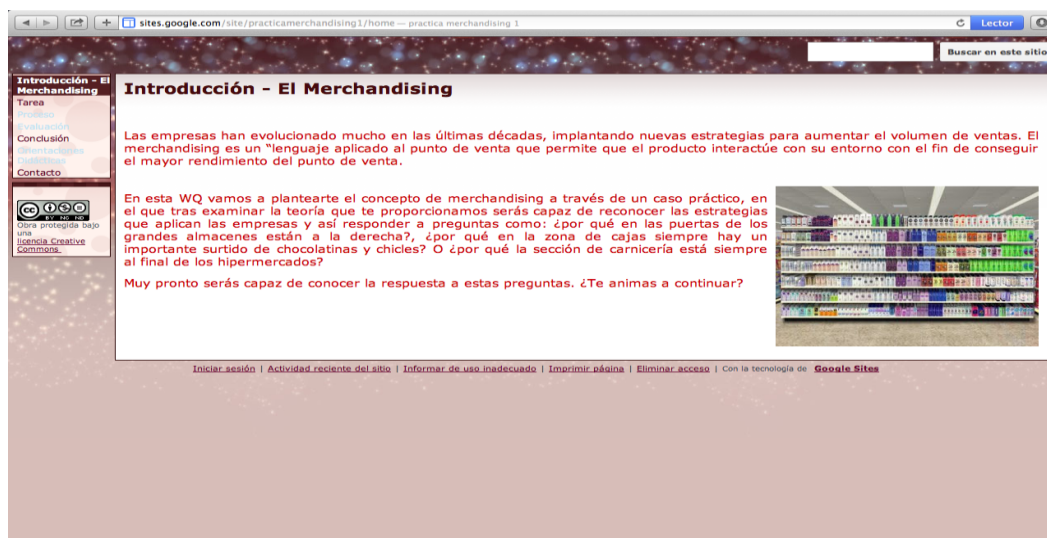 sites.google.com/site/practicamerchandising1/home — practica merchandising 1
Lector
Buscar en este sitio
Introducción - El
Merchandising
Tarea
Proceso
Evaluación
Conclusión
Orientaciones
Didácticas
Contacto
CC BY NC ND
Obra protegida bajo
una
licencia Creative
Commons
Introducción - El Merchandising
Las empresas han evolucionado mucho en las últimas décadas, implantando nuevas estrategias para aumentar el volumen de ventas. El
merchandising es un “lenguaje aplicado al punto de venta que permite que el producto interactúe con su entorno con el fin de conseguir
el mayor rendimiento del punto de venta.
En esta WQ vamos a plantearte el concepto de merchandising a través de un caso práctico, en
el que tras examinar la teoría que te proporcionamos serás capaz de reconocer las estrategias
que aplican las empresas y así responder a preguntas como: ¿por qué en las puertas de los
grandes almacenes están a la derecha?, ¿por qué en la zona de cajas siempre hay un
importante surtido de chocolatinas y chicles? O ¿por qué la sección de carnicería está siempre
al final de los hipermercados?
Muy pronto serás capaz de conocer la respuesta a estas preguntas. ¿Te animas a continuar?
Iniciar sesión | Actividad reciente del sitio | Informar de uso inadecuado | Imprimir página | Eliminar acceso | Con la tecnología de Google Sites